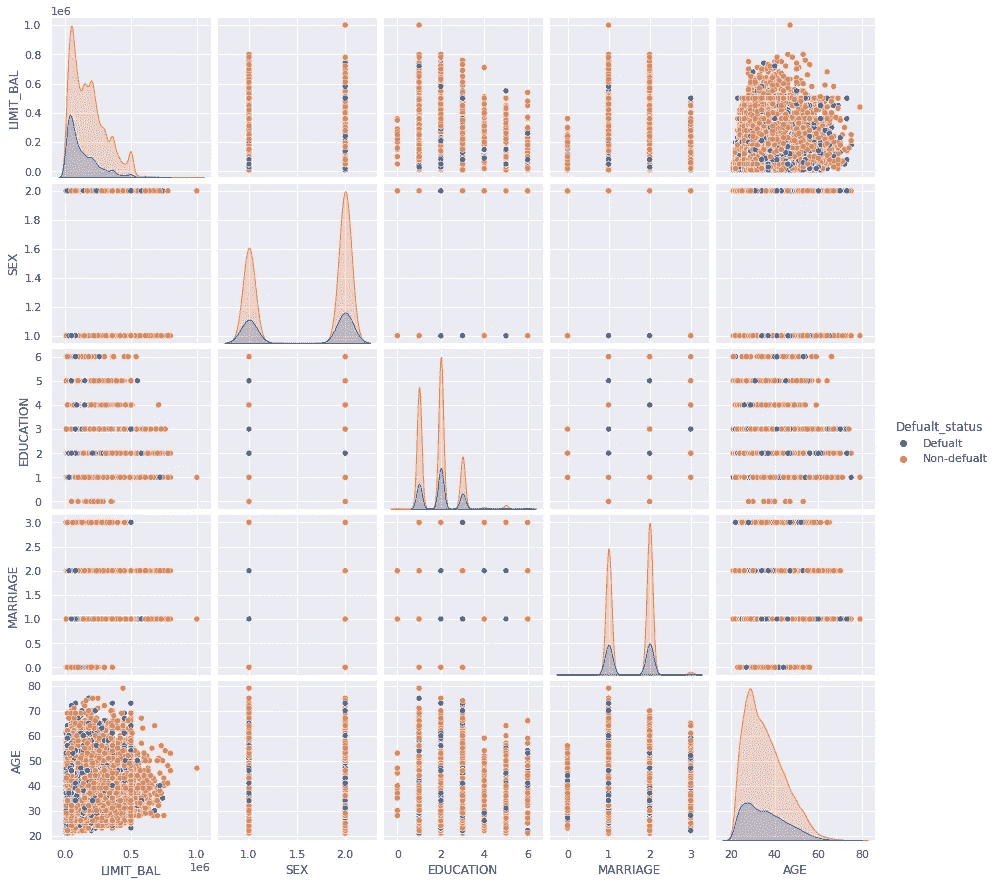 1e6
1.0
0.8
0.6
0.4
0.2
0.0
LIMIT_BAL
2.0
1.8
1.6
1.4
1.2
1.0
SEX
6
5
4
3
2
1
0
EDUCATION
Defualt_status
Defualt
Non-defualt
3.0
2.5
2.0
1.5
1.0
0.5
0.0
MARRIAGE
80
70
60
50
40
30
20
AGE
0.0 0.5 1.0 1.0 1.5 2.0 0 2 4 6 0 1 2 3 20 40 60 80
1e6
LIMIT_BAL SEX EDUCATION MARRIAGE AGE